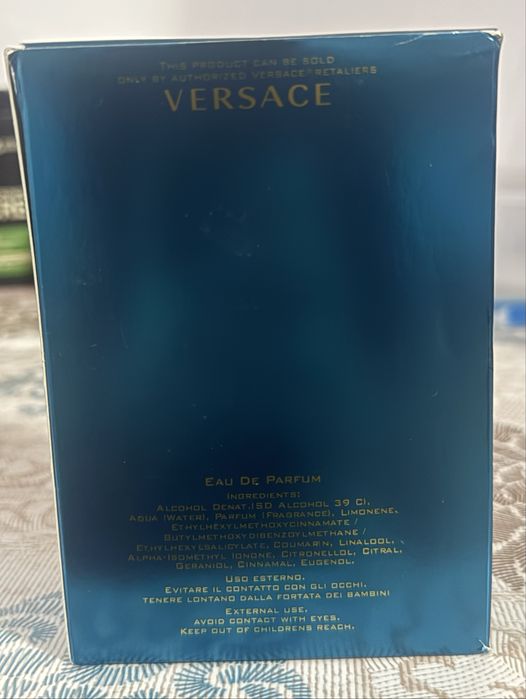 THIS PRODUCT CAN BE SOLD
ONLY BY AUTHORIZED VERSACE RETALIERS
VERSACE
EAU DE PARFUM
INGREDIENTS:
ALCOHOL DENAT.(SD ALCOHOL 39 C),
AQUA (WATER), PARFUM (FRAGRANCE), LIMONENE,
ETHYLHEXYLMETHOXYCINNAMATE /
BUTYLMETHOXYDIBENZOYLMETHANE /
ETHYLHEXYLSALICYLATE, COUMARIN, LINALOOL,
ALPHA-ISOMETHYL IONONE, CITRONELLOL, CITRAL,
GERANIOL, CINNAMAL, EUGENOL.
USO ESTERNO.
EVITARE IL CONTATTO CON GLI OCCHI.
TENERE LONTANO DALLA FORTATA DEI BAMBINI
EXTERNAL USE,
AVOID CONTACT WITH EYES,
KEEP OUT OF CHILDRENS REACH.